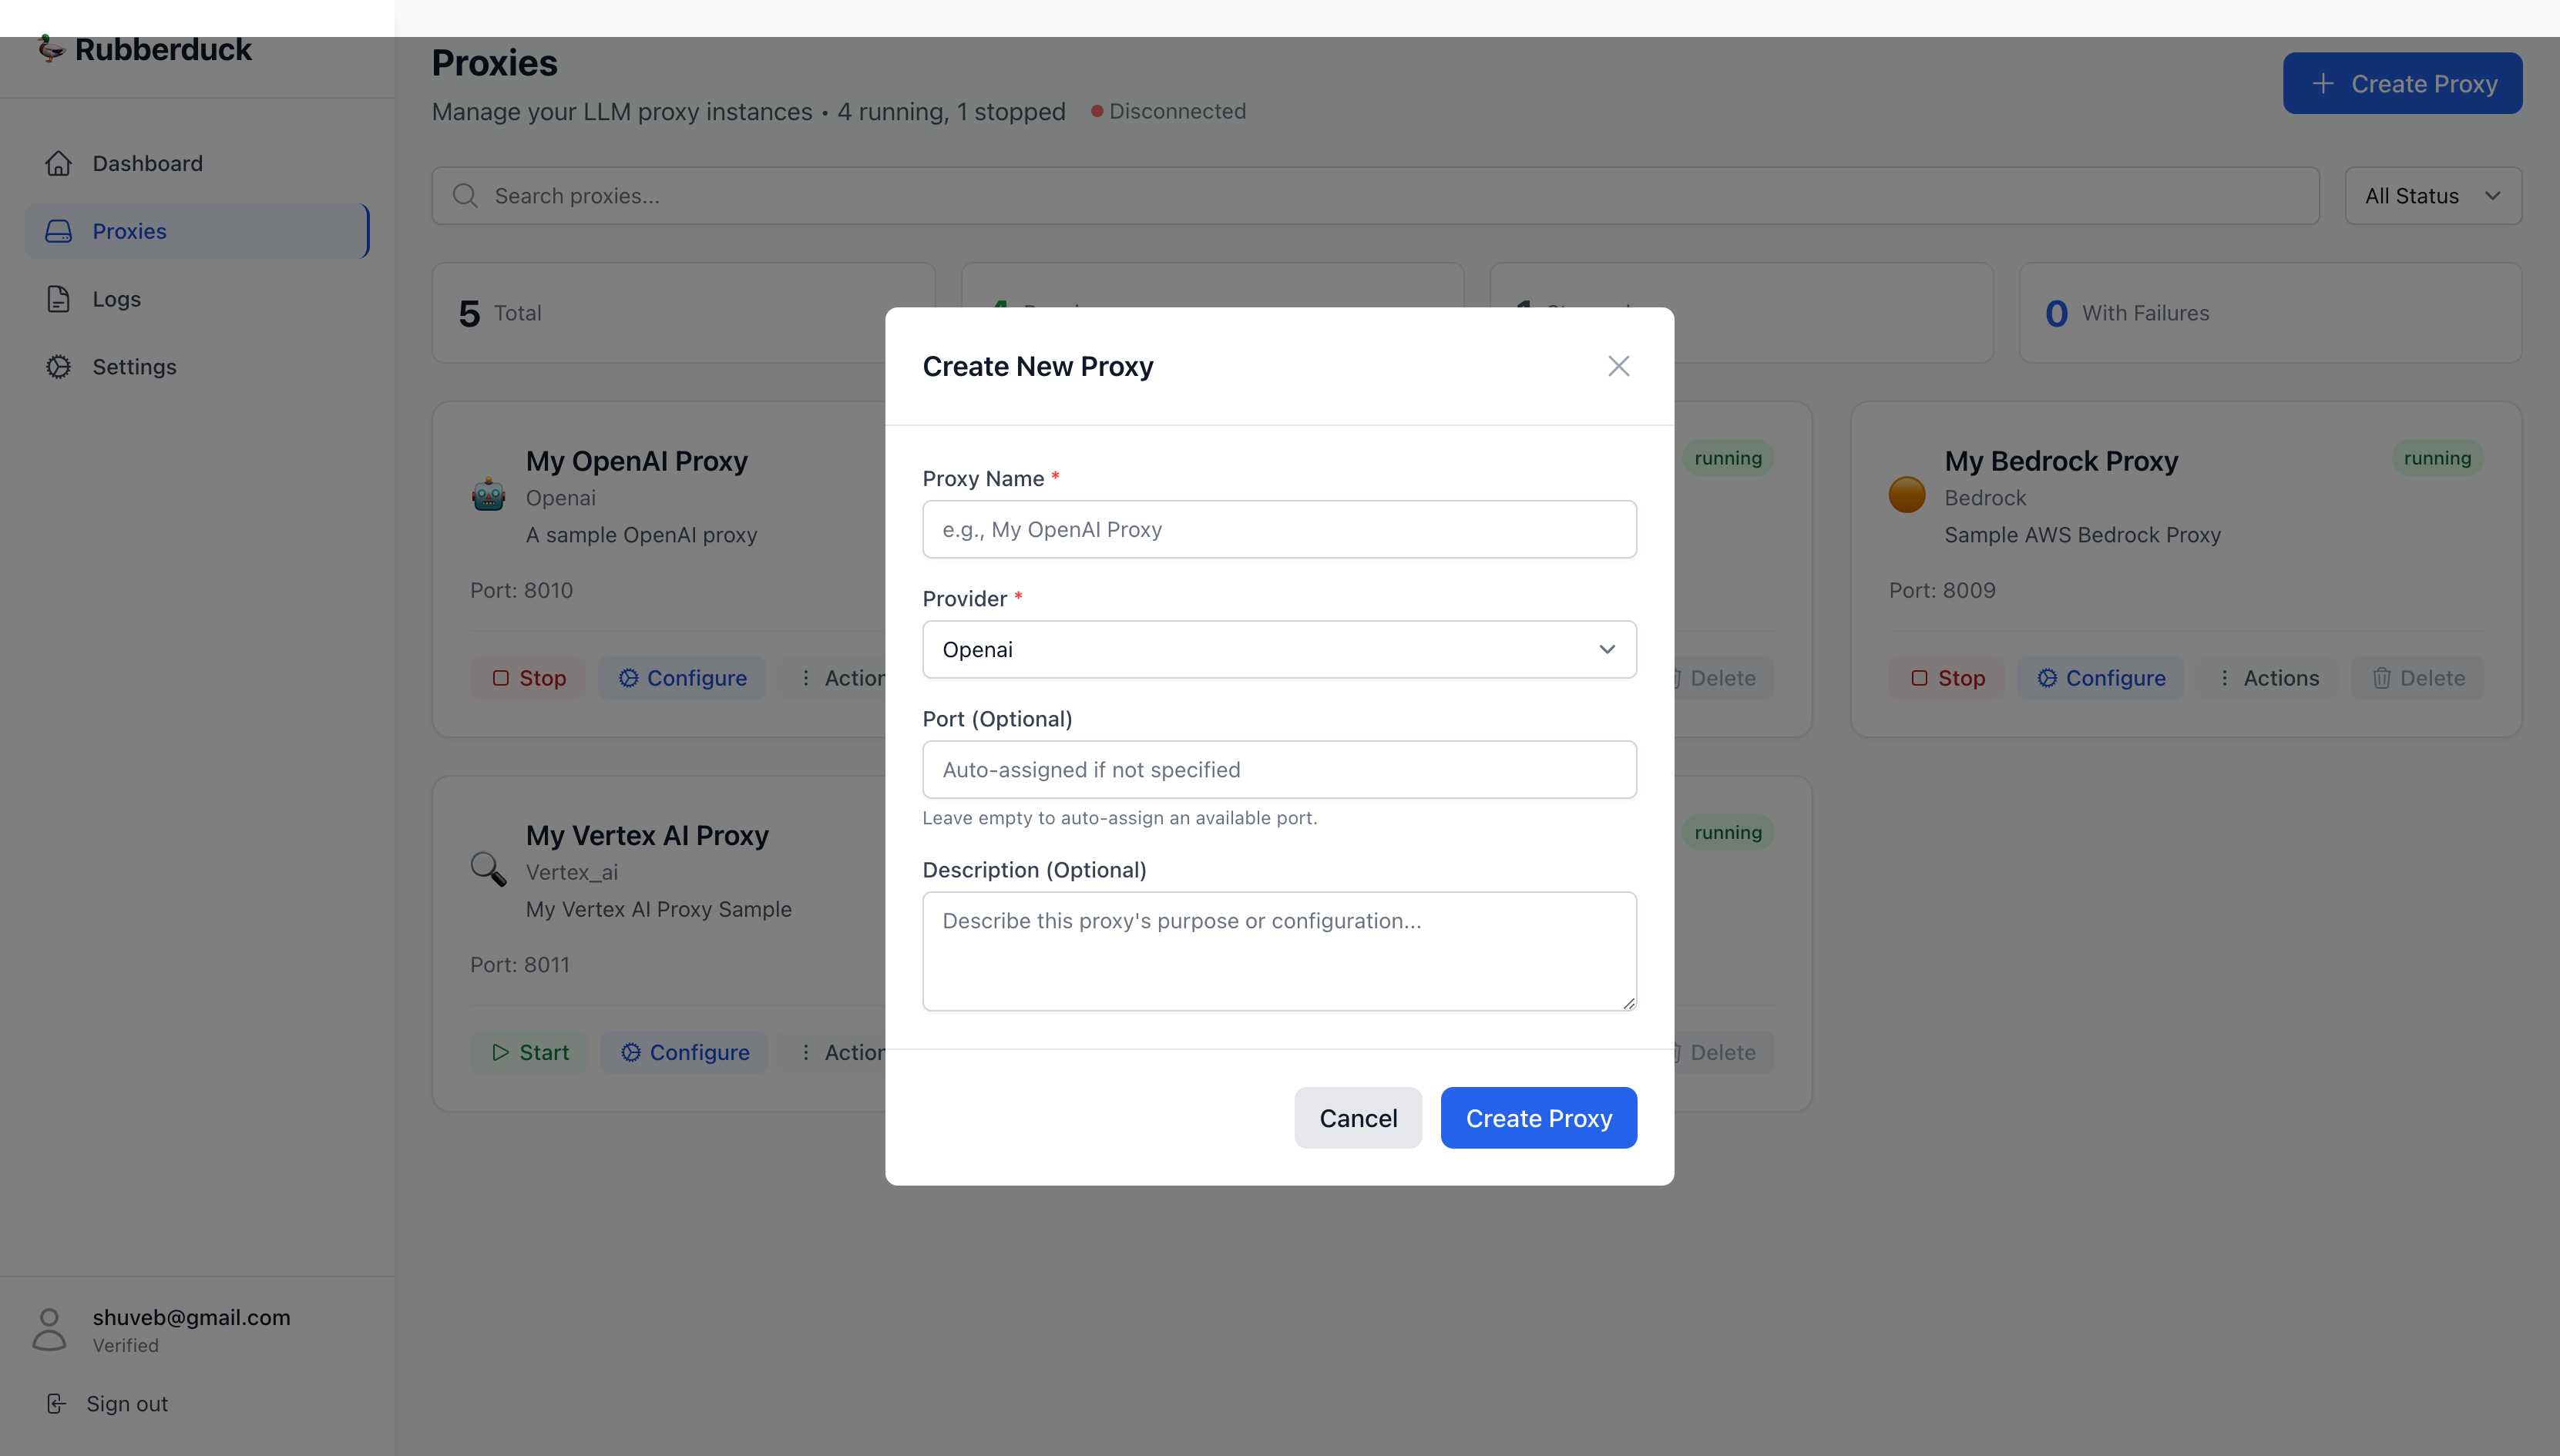 Rubberduck
Dashboard
Proxies
Logs
Settings
shuveb@gmail.com
Verified
Sign out
Proxies
Manage your LLM proxy instances • 4 running, 1 stopped
Disconnected
+ Create Proxy
Search proxies...
All Status
5 Total
0 With Failures
My OpenAI Proxy
Openai
A sample OpenAI proxy
Port: 8010
Stop
Configure
running
Delete
My Bedrock Proxy
running
Bedrock
Sample AWS Bedrock Proxy
Port: 8009
Stop
Configure
Actions
Delete
My Vertex AI Proxy
Vertex_ai
My Vertex AI Proxy Sample
Port: 8011
Start
Configure
running
Delete
Create New Proxy
Proxy Name *
e.g., My OpenAI Proxy
Provider *
Openai
Port (Optional)
Auto-assigned if not specified
Leave empty to auto-assign an available port.
Description (Optional)
Describe this proxy's purpose or configuration...
Cancel
Create Proxy